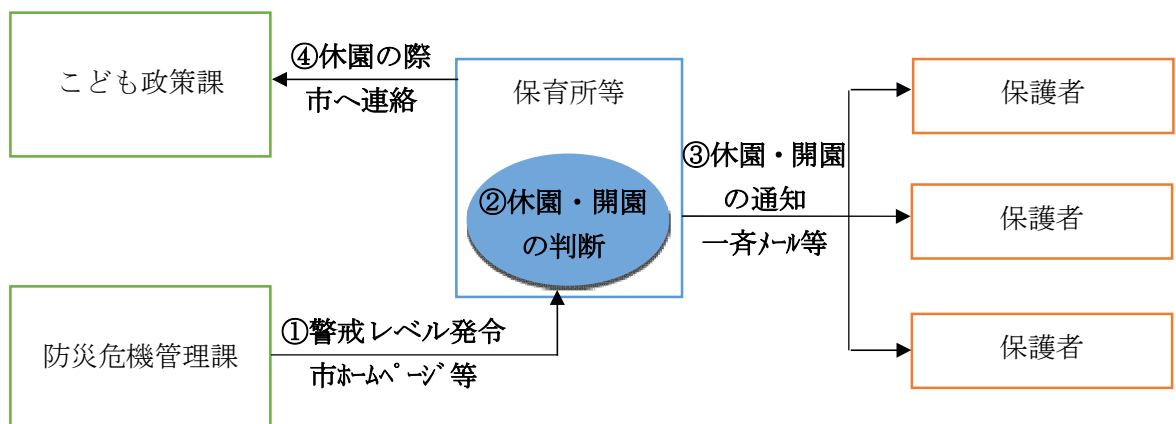 こども政策課
④休園の際
市へ連絡
保育所等
②休園・開園
の判断
③休園・開園
の通知
一斉ﾒｰﾙ等
保護者
保護者
保護者
防災危機管理課
①警戒レベル発令
市ﾎｰﾑﾍﾟｰｼﾞ等